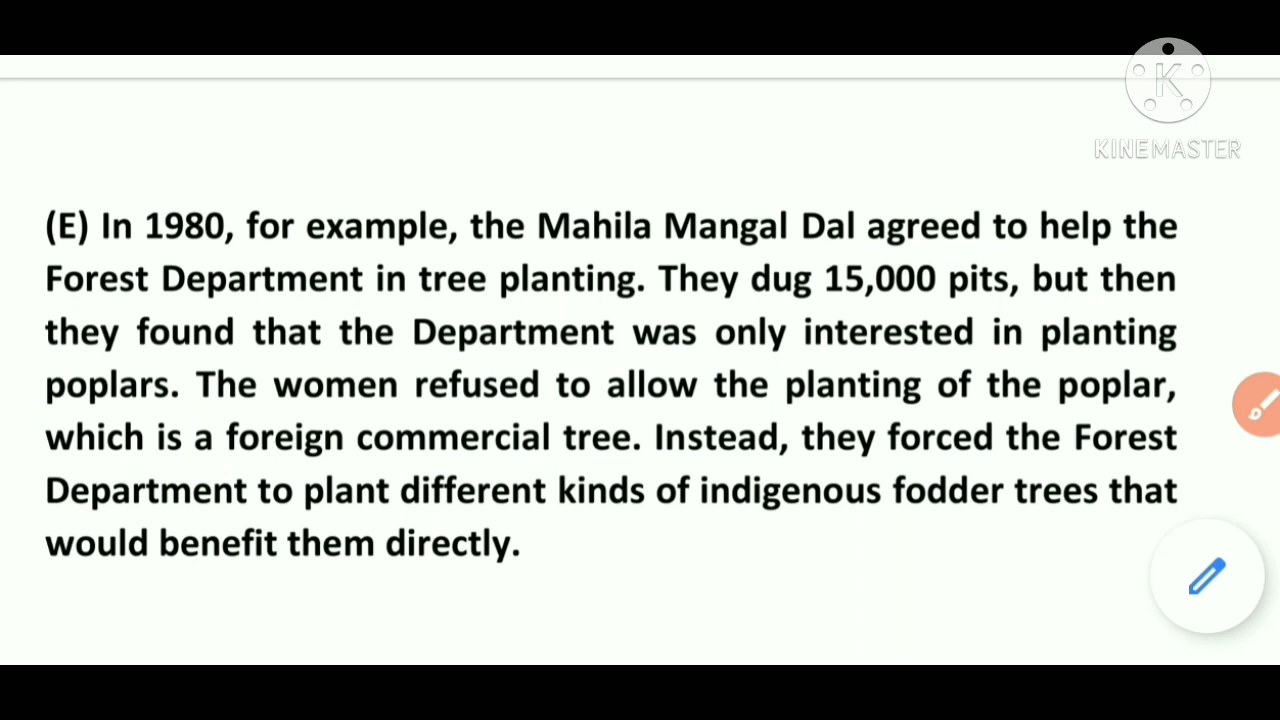 K
KINEMASTER
(E) In 1980, for example, the Mahila Mangal Dal agreed to help the
Forest Department in tree planting. They dug 15,000 pits, but then
they found that the Department was only interested in planting
poplars. The women refused to allow the planting of the poplar,
which is a foreign commercial tree. Instead, they forced the Forest
Department to plant different kinds of indigenous fodder trees that
would benefit them directly.